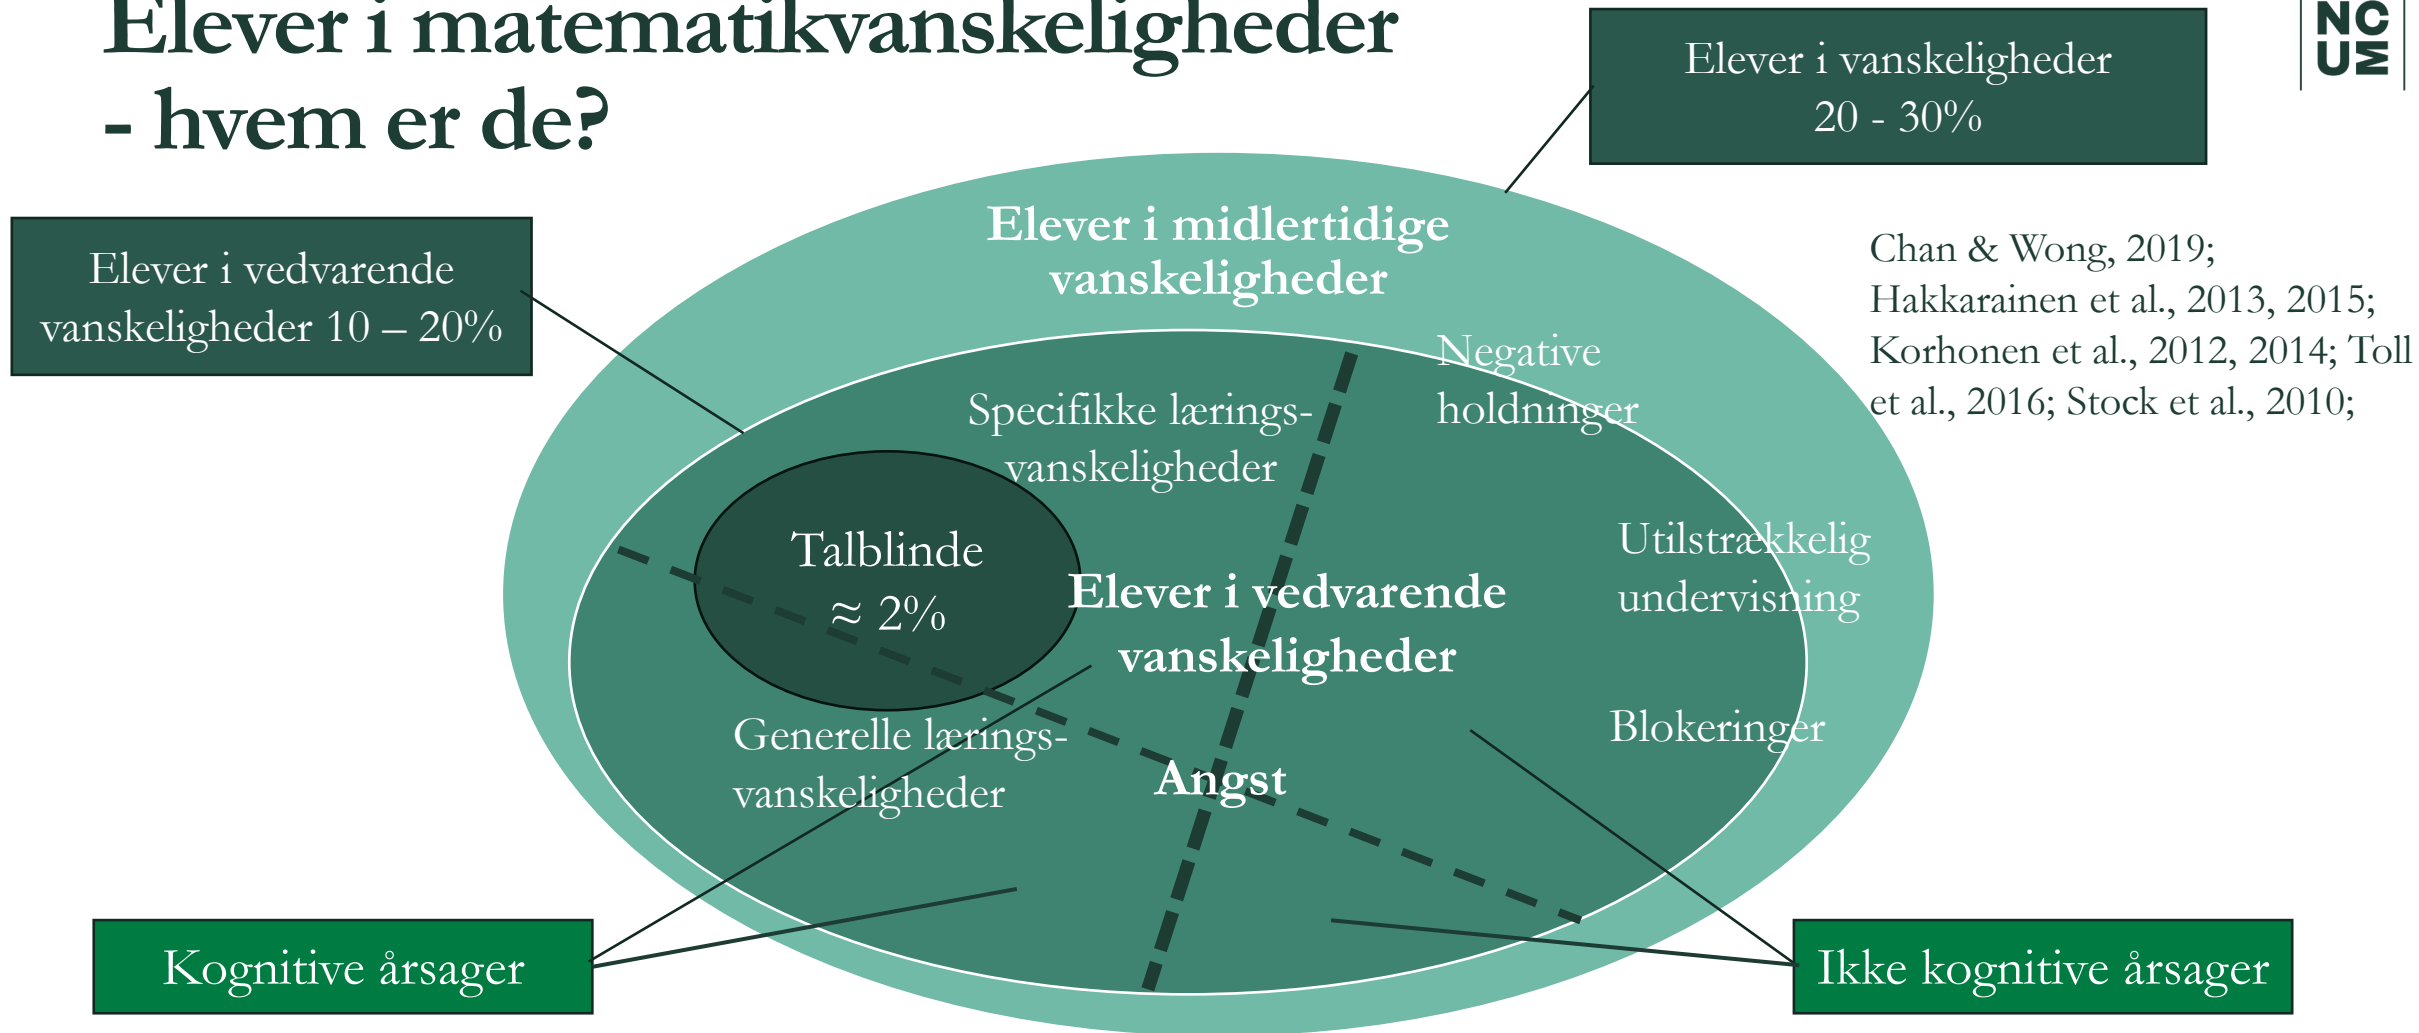 Elever i matematikvanskeligheder
- hvem er de?
NC
UM
Elever i vanskeligheder
20 - 30%
Elever i vedvarende
vanskeligheder 10 – 20%
Elever i midlertidige
vanskeligheder
Chan & Wong, 2019;
Hakkarainen et al., 2013, 2015;
Korhonen et al., 2012, 2014; Toll
et al., 2016; Stock et al., 2010;
Negative
holdninger
Specifikke lærings-
vanskeligheder
Talblinde
≈ 2%
Elever i vedvarende
vanskeligheder
Utilstrækkelig
undervisning
Generelle lærings-
vanskeligheder
Angst
Blokeringer
Kognitive årsager
Ikke kognitive årsager